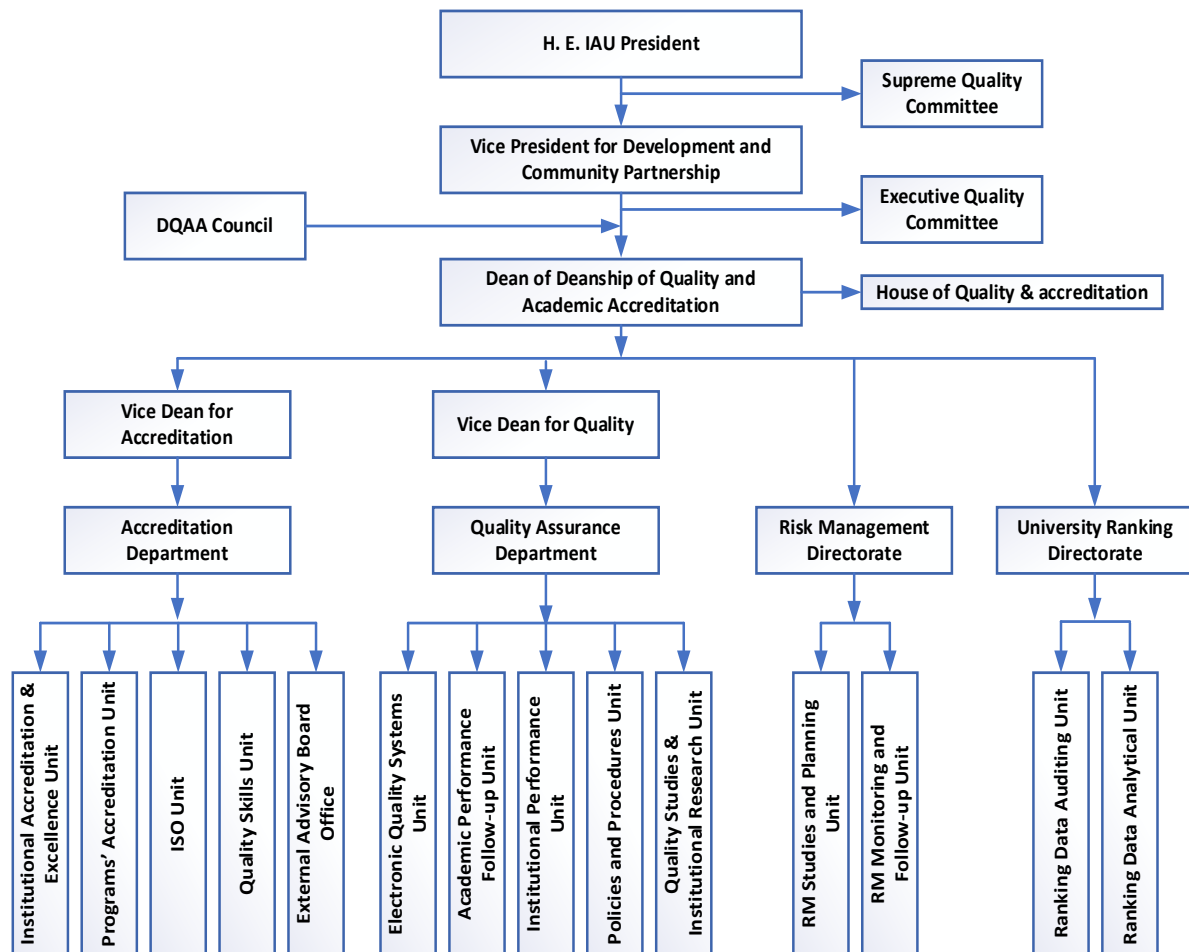 H. E. IAU President
Supreme Quality
Committee
Vice President for Development and
Community Partnership
DQAA Council
Executive Quality
Committee
Dean of Deanship of Quality and
Academic Accreditation
House of Quality & accreditation
Vice Dean for
Accreditation
Vice Dean for Quality
Accreditation
Department
Quality Assurance
Department
Risk Management
Directorate
University Ranking
Directorate
Institutional Accreditation &
Excellence Unit
Programs’ Accreditation Unit
ISO Unit
Quality Skills Unit
External Advisory Board
Office
Electronic Quality Systems
Unit
Academic Performance
Follow-up Unit
Institutional Performance
Unit
Policies and Procedures Unit
Quality Studies &
Institutional Research Unit
RM Studies and Planning
Unit
RM Monitoring and
Follow-up Unit
Ranking Data Auditing Unit
Ranking Data Analytical Unit